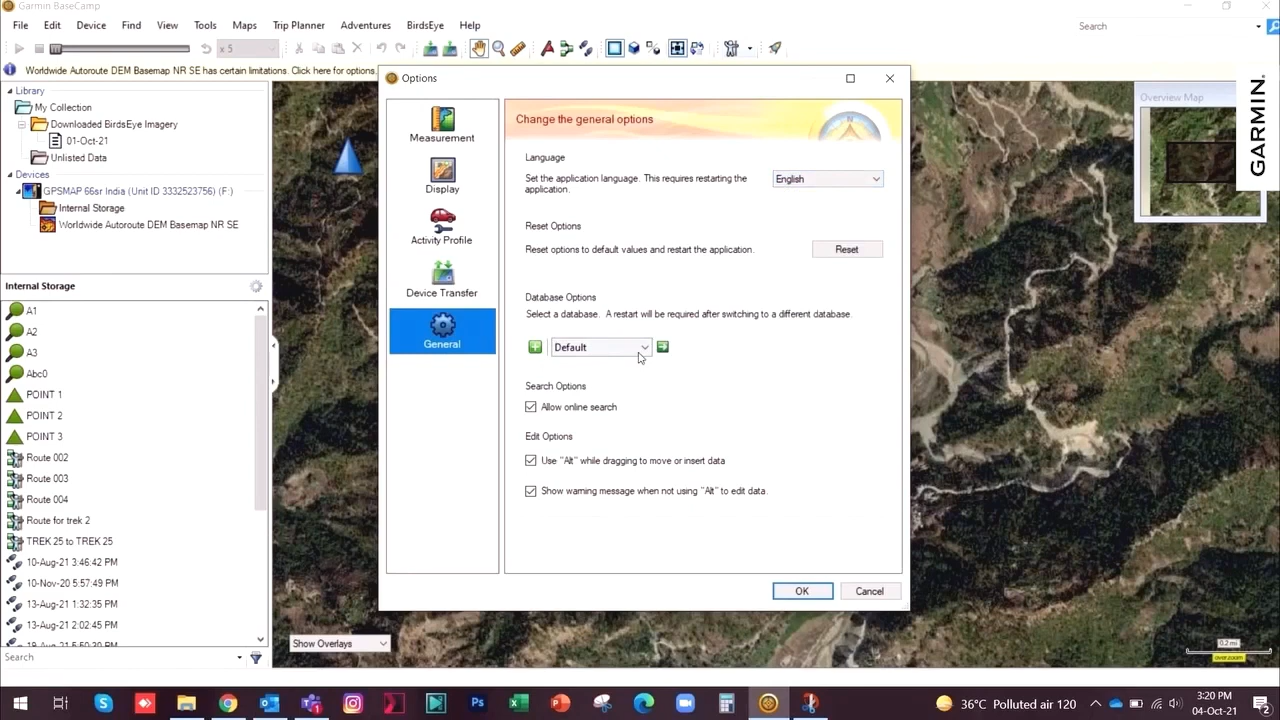 Garmin BaseCamp
File Edit Device Find View Tools Maps Trip Planner Adventures BirdsEye Help
Search
x 5
Worldwide Autoroute DEM Basemap NR SE has certain limitations. Click here for options.
Library
My Collection
Downloaded BirdsEye Imagery
01-Oct-21
Unlisted Data
Devices
GPSMAP 66sr India (Unit ID 3332523756) (F:)
Internal Storage
Worldwide Autoroute DEM Basemap NR SE
Internal Storage
A1
A2
A3
Abc0
POINT 1
POINT 2
POINT 3
Route 002
Route 003
Route 004
Route for trek 2
TREK 25 to TREK 25
10-Aug-21 3:46:42 PM
10-Nov-20 5:57:49 PM
13-Aug-21 1:32:35 PM
13-Aug-21 2:02:45 PM
Search
Options
Measurement
Display
Activity Profile
Device Transfer
General
Change the general options
Language
Set the application language. This requires restarting the
application.
English
Reset Options
Reset options to default values and restart the application.
Reset
Database Options
Select a database. A restart will be required after switching to a different database.
Default
Search Options
Allow online search
Edit Options
Use "Alt" while dragging to move or insert data
Show warning message when not using "Alt" to edit data.
OK Cancel
Show Overlays
Overview Map
GARMIN
0.2 mi
overzoom
36°C Polluted air 120
3:20 PM
04-Oct-21
2